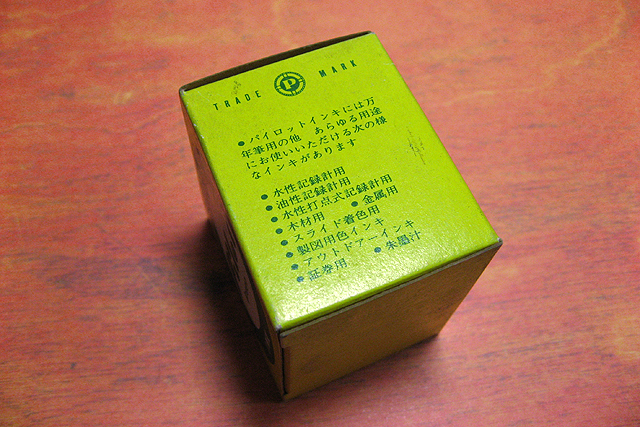 TRADE P MARK
●パイロットインキには万
年筆用の他 あらゆる用途
にお使いいただける次の様
なインキがあります
●水性記録計用
●油性記録計用
●水性打点式記録計用
●木材用 ●金属用
●スライド着色用
●製図用色インキ
●アウトドアーインキ
●証券用 ●朱墨汁